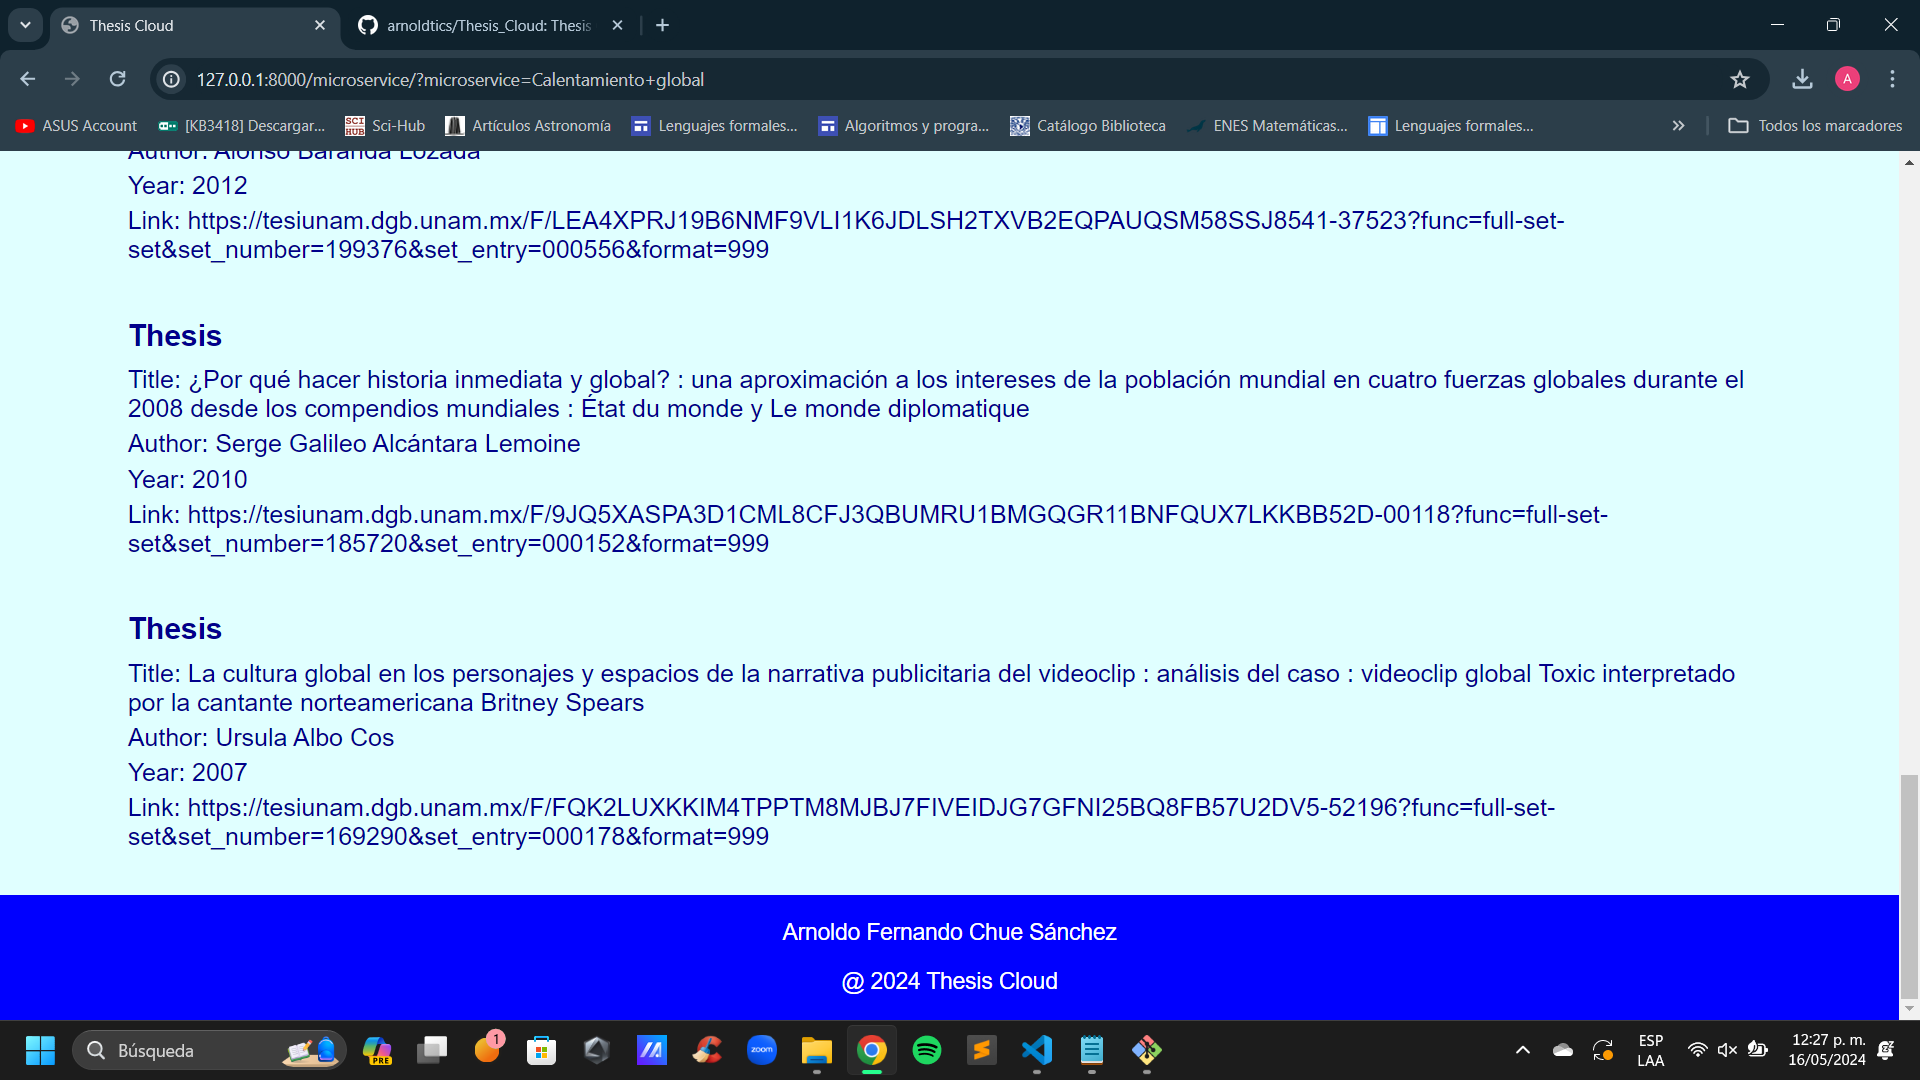 Thesis Cloud
arnoldtics/Thesis_Cloud: Thesis
127.0.0.1:8000/microservice/?microservice=Calentamiento+global
A
ASUS Account
[KB3418] Descargar...
SCI HUB
Sci-Hub
Artículos Astronomía
Lenguajes formales...
Algoritmos y progra...
Catálogo Biblioteca
ENES Matemáticas...
Lenguajes formales...
Todos los marcadores
Author: Alonso Baranda Lozada
Year: 2012
Link: https://tesiunam.dgb.unam.mx/F/LEA4XPRJ19B6NMF9VLI1K6JDLSH2TXVB2EQPAUQSM58SSJ8541-37523?func=full-set-
set&set_number=199376&set_entry=000556&format=999
Thesis
Title: ¿Por qué hacer historia inmediata y global? : una aproximación a los intereses de la población mundial en cuatro fuerzas globales durante el
2008 desde los compendios mundiales : État du monde y Le monde diplomatique
Author: Serge Galileo Alcántara Lemoine
Year: 2010
Link: https://tesiunam.dgb.unam.mx/F/9JQ5XASPA3D1CML8CFJ3QBUMRU1BMGQGR11BNFQUX7LKKBB52D-00118?func=full-set-
set&set_number=185720&set_entry=000152&format=999
Thesis
Title: La cultura global en los personajes y espacios de la narrativa publicitaria del videoclip : análisis del caso : videoclip global Toxic interpretado
por la cantante norteamericana Britney Spears
Author: Ursula Albo Cos
Year: 2007
Link: https://tesiunam.dgb.unam.mx/F/FQK2LUXKKIM4TPPTM8MJBJ7FIVEIDJG7GFNI25BQ8FB57U2DV5-52196?func=full-set-
set&set_number=169290&set_entry=000178&format=999
Arnoldo Fernando Chue Sánchez
@ 2024 Thesis Cloud
Búsqueda
PRE
1
zoom
ESP
LAA
12:27 p. m.
16/05/2024